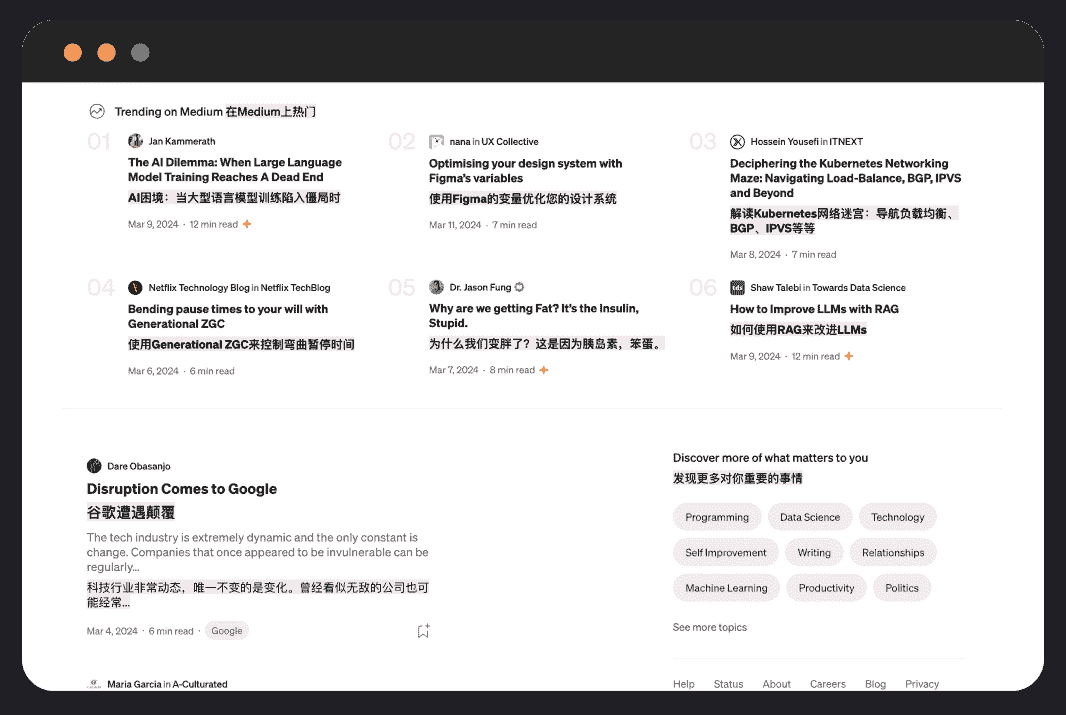 Trending on Medium 在Medium上热门
01
Jan Kammerath
The AI Dilemma: When Large Language
Model Training Reaches A Dead End
AI困境：当大型语言模型训练陷入僵局时
Mar 9, 2024 · 12 min read
02
nana in UX Collective
Optimising your design system with
Figma's variables
使用Figma的变量优化您的设计系统
Mar 11, 2024 · 7 min read
03
Hossein Yousefi in ITNEXT
Deciphering the Kubernetes Networking
Maze: Navigating Load-Balance, BGP, IPVS
and Beyond
解读Kubernetes网络迷宫：导航负载均衡、
BGP、IPVS等等
Mar 8, 2024 · 7 min read
04
Netflix Technology Blog in Netflix TechBlog
Bending pause times to your will with
Generational ZGC
使用Generational ZGC来控制弯曲暂停时间
Mar 6, 2024 · 6 min read
05
Dr. Jason Fung
Why are we getting Fat? It's the Insulin,
Stupid.
为什么我们变胖了？这是因为胰岛素，笨蛋。
Mar 7, 2024 · 8 min read
06
tds Shaw Talebi in Towards Data Science
How to Improve LLMs with RAG
如何使用RAG来改进LLMs
Mar 9, 2024 · 12 min read
Dare Obasanjo
Disruption Comes to Google
谷歌遭遇颠覆
The tech industry is extremely dynamic and the only constant is
change. Companies that once appeared to be invulnerable can be
regularly...
科技行业非常动态，唯一不变的是变化。曾经看似无敌的公司也可
能经常...
Mar 4, 2024 · 6 min read · Google
Maria Garcia in A-Culturated
Discover more of what matters to you
发现更多对你重要的事情
Programming Data Science Technology
Self Improvement Writing Relationships
Machine Learning Productivity Politics
See more topics
Help Status About Careers Blog Privacy